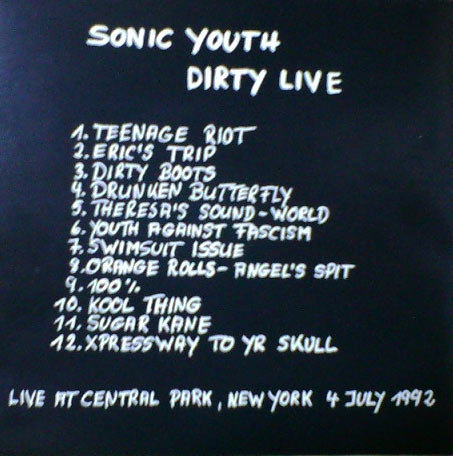 SONIC YOUTH
DIRTY LIVE
1. TEENAGE RIOT
2. ERIC'S TRIP
3. DIRTY BOOTS
4. DRUNKEN BUTTERFLY
5. THERESA'S SOUND-WORLD
6. YOUTH AGAINST FASCISM
7. SWIMSUIT ISSUE
8. ORANGE ROLLS- ANGEL'S SPIT
9. 100%
10. KOOL THING
11. SUGAR KANE
12. XPRESSWAY TO YR SKULL
LIVE AT CENTRAL PARK, NEW YORK 4 JULY 1992